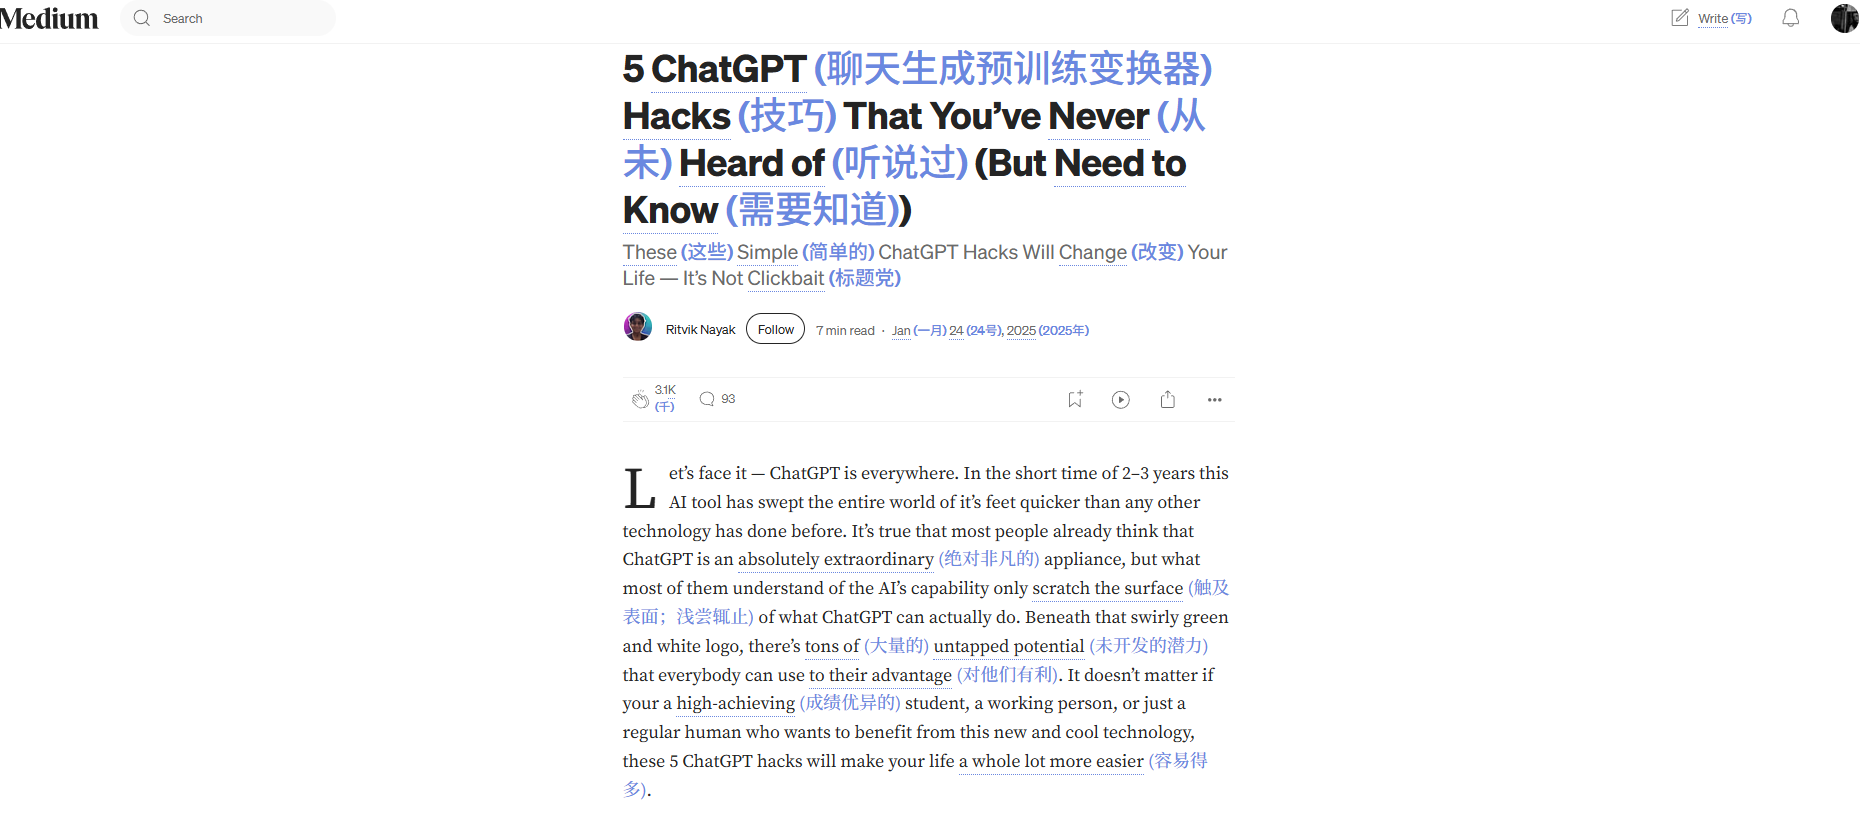 Medium
Search
Write (写)
5 ChatGPT (聊天生成预训练变换器)
Hacks (技巧) That You’ve Never (从
未) Heard of (听说过) (But Need to
Know (需要知道))
These (这些) Simple (简单的) ChatGPT Hacks Will Change (改变) Your
Life — It’s Not Clickbait (标题党)
Ritvik Nayak Follow 7 min read · Jan (一月) 24 (24号), 2025 (2025年)
3.1K
(千)
93
Let’s face it — ChatGPT is everywhere. In the short time of 2–3 years this
AI tool has swept the entire world of it’s feet quicker than any other
technology has done before. It’s true that most people already think that
ChatGPT is an absolutely extraordinary (绝对非凡的) appliance, but what
most of them understand of the AI’s capability only scratch the surface (触及
表面；浅尝辄止) of what ChatGPT can actually do. Beneath that swirly green
and white logo, there’s tons of (大量的) untapped potential (未开发的潜力)
that everybody can use to their advantage (对他们有利). It doesn’t matter if
your a high-achieving (成绩优异的) student, a working person, or just a
regular human who wants to benefit from this new and cool technology,
these 5 ChatGPT hacks will make your life a whole lot more easier (容易得
多).